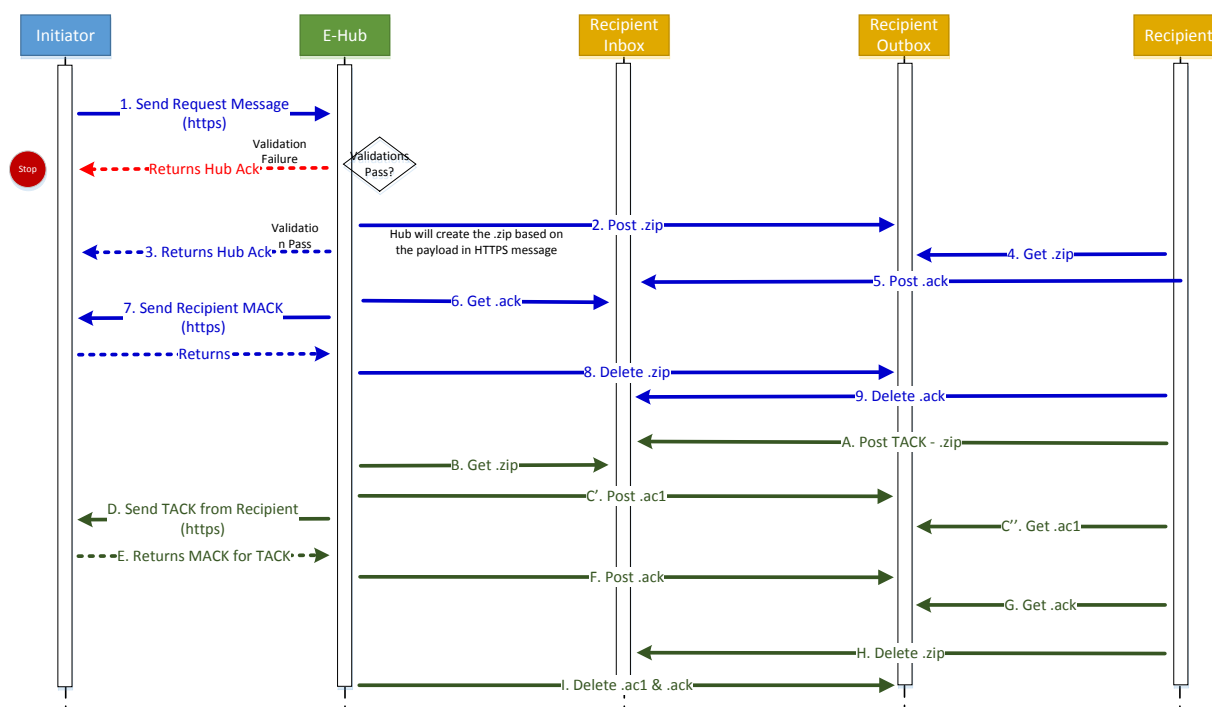 Initiator
E-Hub
Recipient
Inbox
Recipient
Outbox
Recipient
1. Send Request Message
(https)
Validation
Failure
Validations
Pass?
Stop
Returns Hub Ack
2. Post .zip
Validatio
n Pass
Hub will create the .zip based on
the payload in HTTPS message
3. Returns Hub Ack
4. Get .zip
5. Post .ack
6. Get .ack
7. Send Recipient MACK
(https)
Returns
8. Delete .zip
9. Delete .ack
A. Post TACK - .zip
B. Get .zip
C'. Post .ac1
D. Send TACK from Recipient
(https)
C''. Get .ac1
E. Returns MACK for TACK
F. Post .ack
G. Get .ack
H. Delete .zip
I. Delete .ac1 & .ack